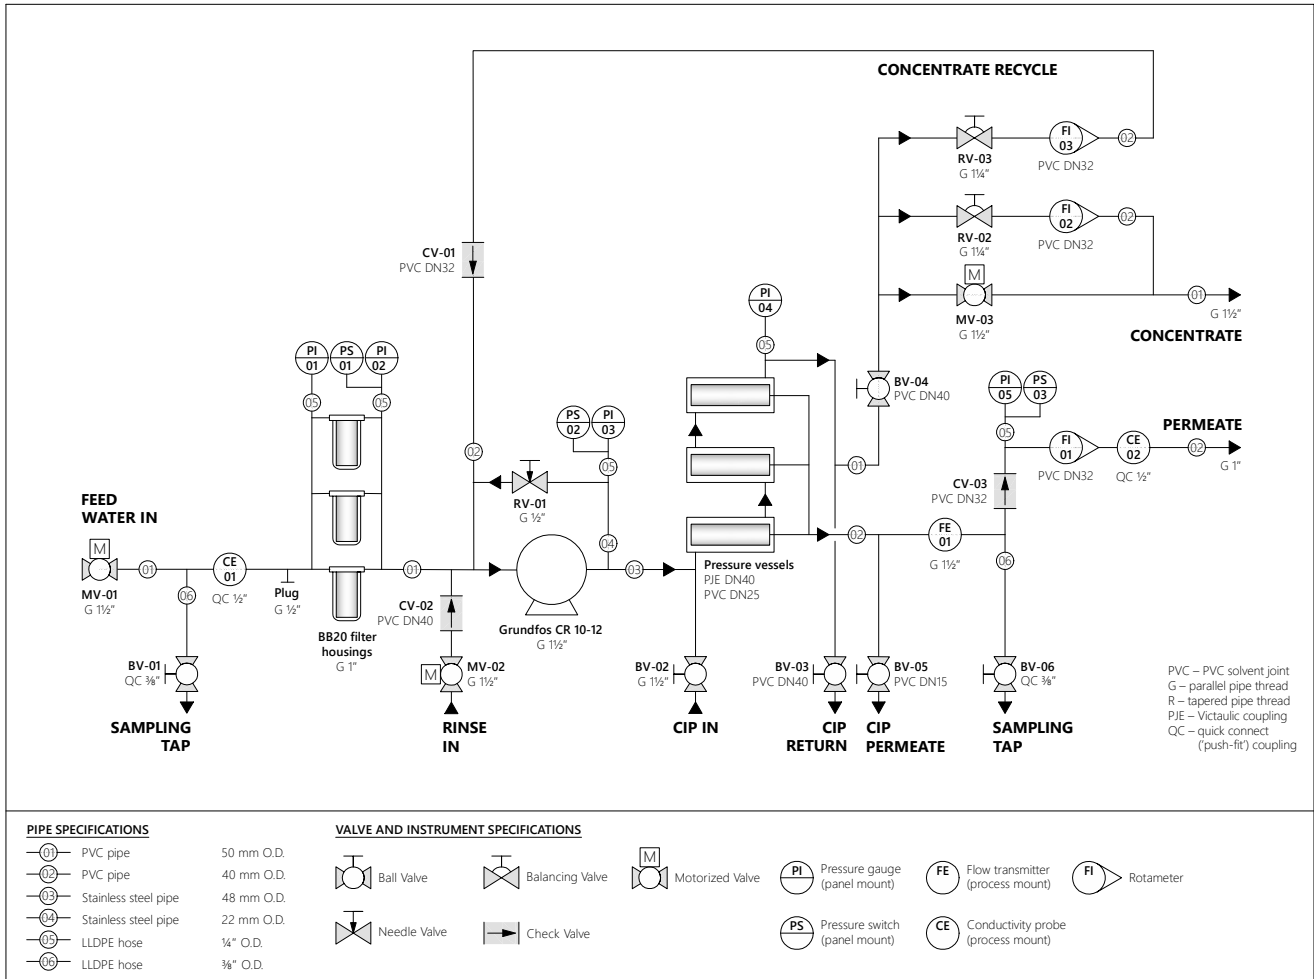 CONCENTRATE RECYCLE
FI
03
02
RV-03
G 1¼"
PVC DN32
FI
02
02
RV-02
G 1¼"
PVC DN32
CV-01
PVC DN32
M
MV-03
G 1½"
01
G 1½"
CONCENTRATE
PI
04
05
PI
01
PS
01
PI
02
05
05
BV-04
PVC DN40
PI
05
PS
03
05
PERMEATE
FI
01
CE
02
02
G 1"
PVC DN32
QC ½"
PS
02
PI
03
05
02
01
RV-01
G ½"
CV-03
PVC DN32
FEED
WATER IN
M
01
MV-01
G 1½"
06
CE
01
QC ½"
Plug
G ½"
BB20 filter
housings
G 1"
01
04
03
CV-02
PVC DN40
Grundfos CR 10-12
G 1½"
Pressure vessels
PJE DN40
PVC DN25
02
FE
01
G 1½"
06
BV-01
QC ⅜"
M
MV-02
G 1½"
BV-02
G 1½"
BV-03
PVC DN40
BV-05
PVC DN15
BV-06
QC ⅜"
SAMPLING
TAP
RINSE
IN
CIP IN
CIP
RETURN
CIP
PERMEATE
SAMPLING
TAP
PVC – PVC solvent joint
G – parallel pipe thread
R – tapered pipe thread
PJE – Victaulic coupling
QC – quick connect
('push-fit') coupling
PIPE SPECIFICATIONS
01 PVC pipe 50 mm O.D.
02 PVC pipe 40 mm O.D.
03 Stainless steel pipe 48 mm O.D.
04 Stainless steel pipe 22 mm O.D.
05 LLDPE hose ¼" O.D.
06 LLDPE hose ⅜" O.D.
VALVE AND INSTRUMENT SPECIFICATIONS
Ball Valve
Balancing Valve
M
Motorized Valve
Needle Valve
Check Valve
PI
Pressure gauge
(panel mount)
FE
Flow transmitter
(process mount)
FI
Rotameter
PS
Pressure switch
(panel mount)
CE
Conductivity probe
(process mount)